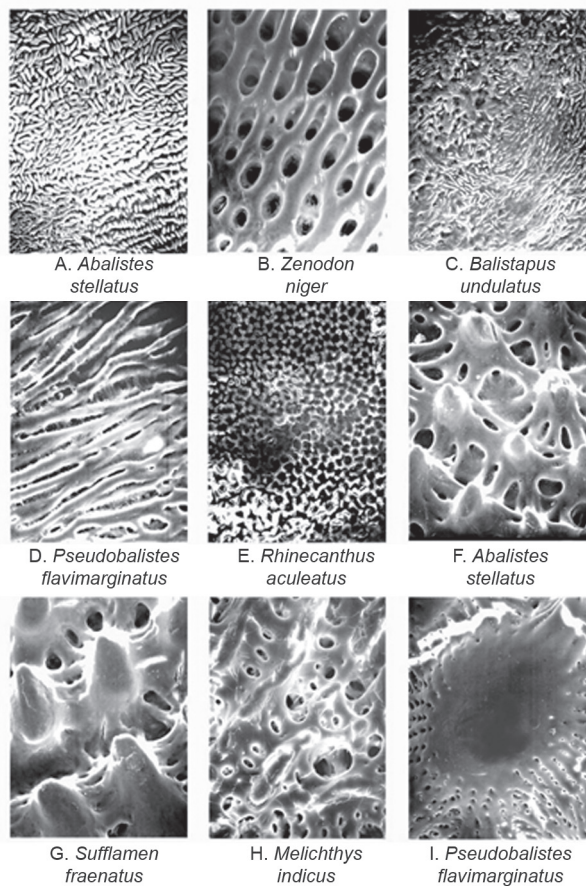 A. Abalistes
stellatus
B. Zenodon
niger
C. Balistapus
undulatus
D. Pseudobalistes
flavimarginatus
E. Rhinecanthus
aculeatus
F. Abalistes
stellatus
G. Sufflamen
fraenatus
H. Melichthys
indicus
I. Pseudobalistes
flavimarginatus